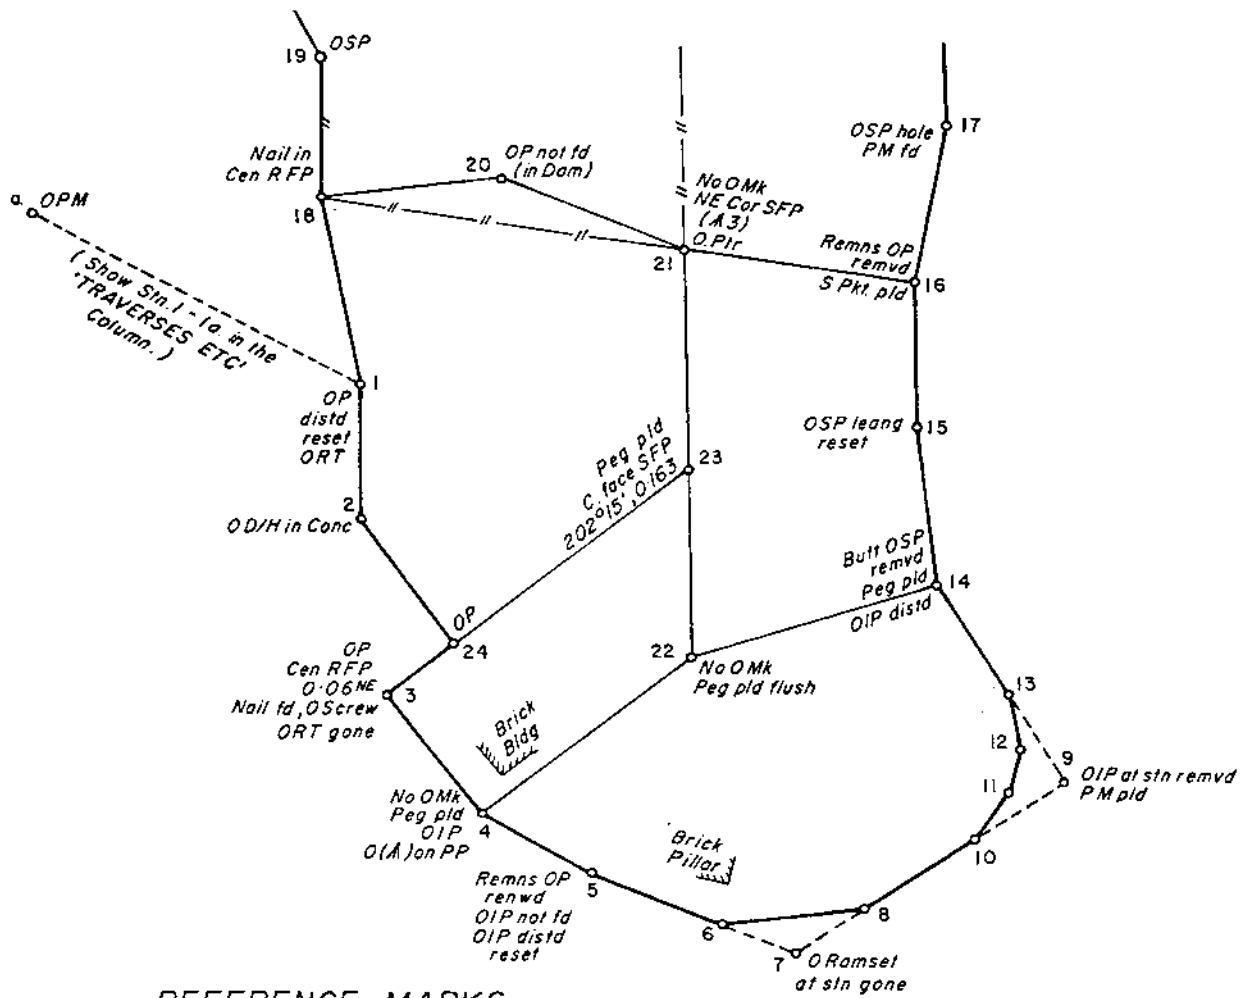 19
OSP
17
OSP hole
PM fd
Nail in
Cen RFP
20
OP not fd
(in Dam)
a
OPM
18
No OMk
NE Cor SFP
(A3)
O.Ptr
21
Remns OP
remvd
S Pkt. pld
16
(Show Stn. 1 - 1a. in the
'TRAVERSES ETC'
Column.)
1
OP
distd
reset
ORT
OSP leang
reset
15
Peg pld
C. face SFP
202°15', 0.163
23
2
OD/H in Conc
Butt OSP
remvd
Peg pld
OIP distd
14
OP
24
OP
Cen RFP
0.06 NE
Nail fd, OScrew
ORT gone
3
22
No OMk
Peg pld flush
13
12
9
OIP at stn remvd
PM pld
11
Brick
Bldg
No OMk
Peg pld
OIP
O(A) on PP
4
Brick
Pillar
10
Remns OP
renwd
OIP not fd
OIP distd
reset
5
6
8
7
O Ramset
at stn gone
REFERENCE MARKS